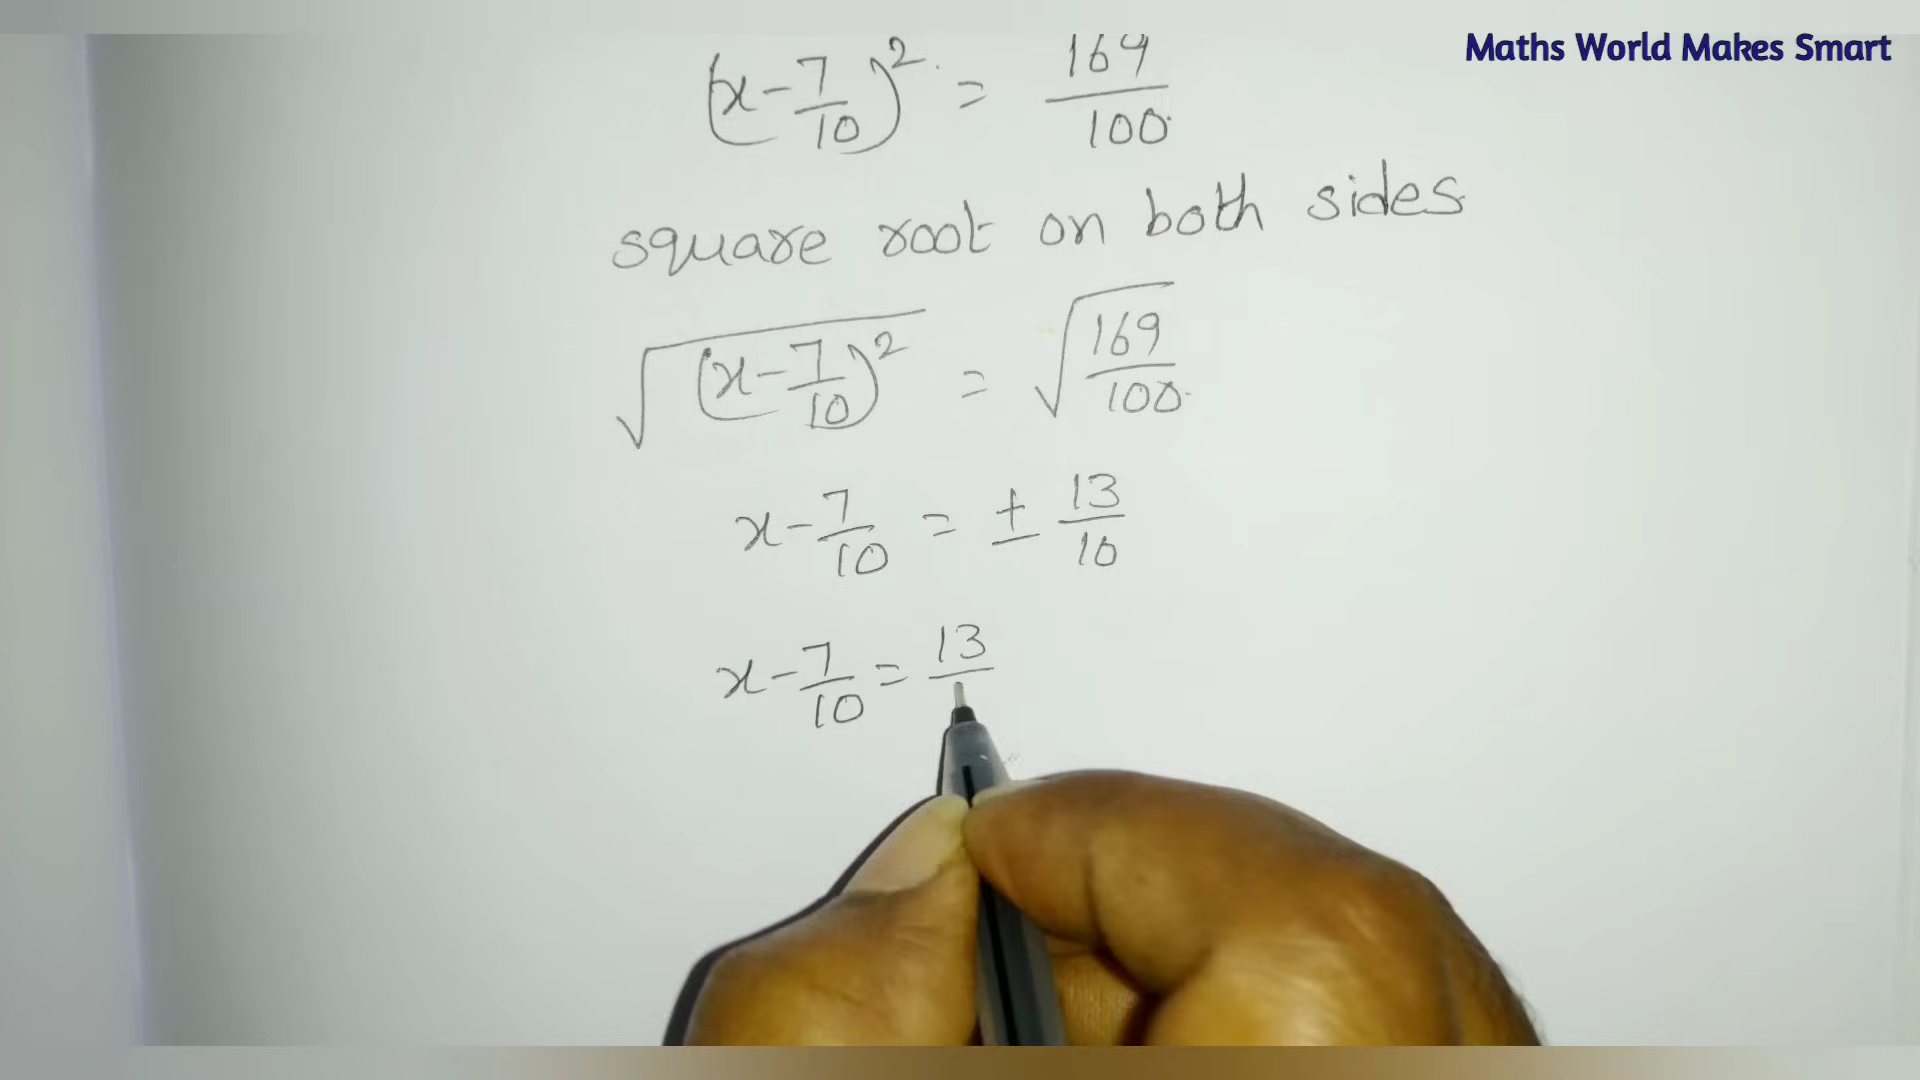 Maths World Makes Smart
(x - 7/10)² = 169/100
square root on both sides
√(x - 7/10)² = √169/100
x - 7/10 = ± 13/10
x - 7/10 = 13/